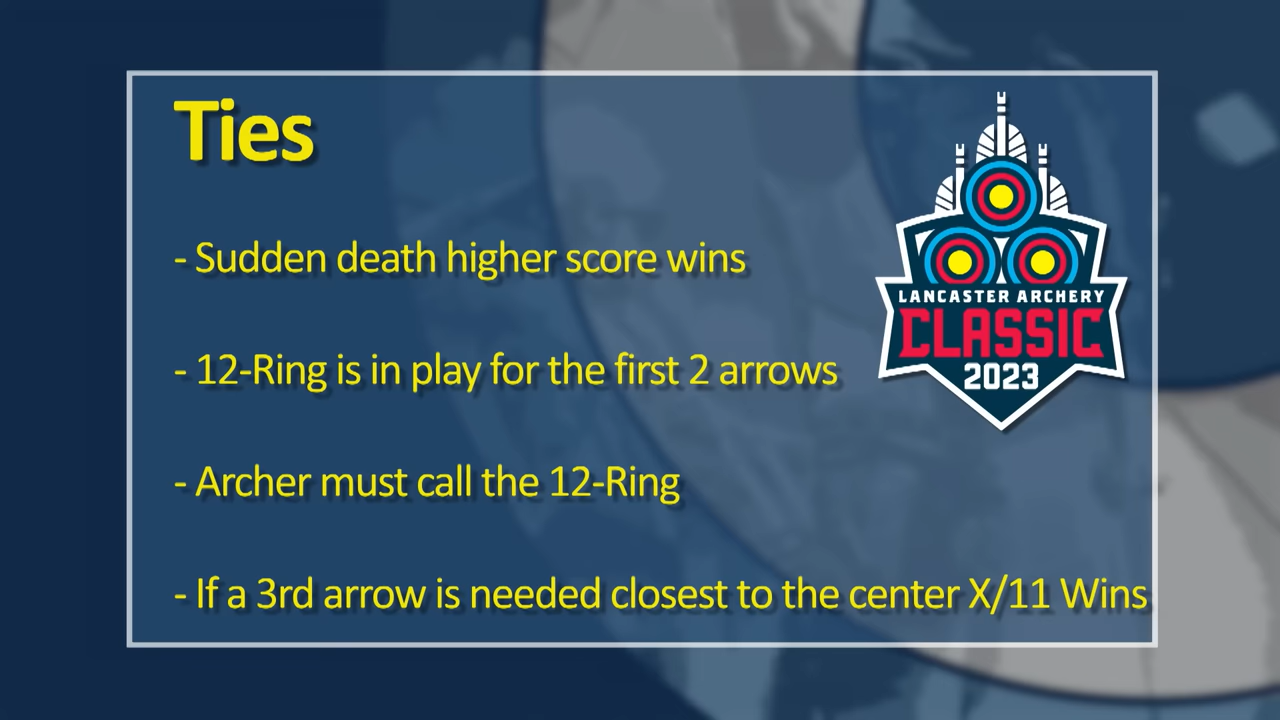 Ties
- Sudden death higher score wins
- 12-Ring is in play for the first 2 arrows
- Archer must call the 12-Ring
- If a 3rd arrow is needed closest to the center X/11 Wins
LANCASTER ARCHERY
CLASSIC
2023